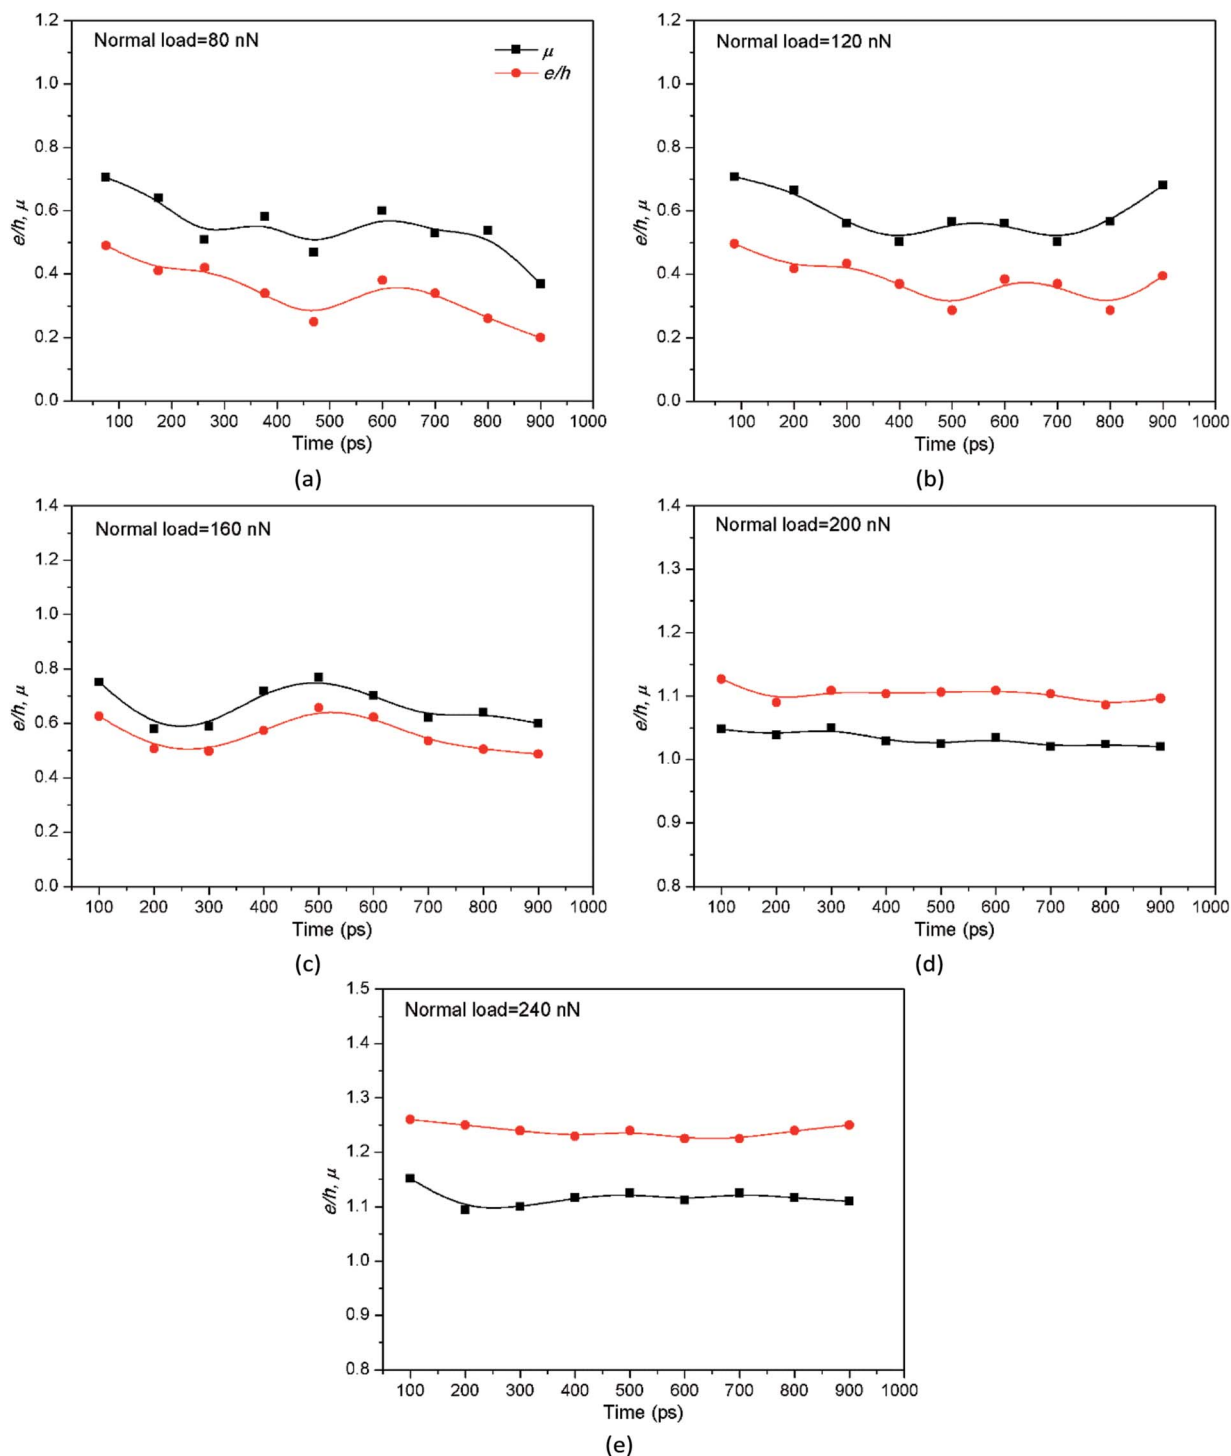 1.2
1.0
0.8
0.6
0.4
0.2
0.0
e/h, μ
Normal load=80 nN
μ
e/h
100 200 300 400 500 600 700 800 900 1000
Time (ps)
(a)
1.2
1.0
0.8
0.6
0.4
0.2
0.0
e/h, μ
Normal load=120 nN
100 200 300 400 500 600 700 800 900 1000
Time (ps)
(b)
1.4
1.2
1.0
0.8
0.6
0.4
0.2
0.0
e/h, μ
Normal load=160 nN
100 200 300 400 500 600 700 800 900 1000
Time (ps)
(c)
1.4
1.3
1.2
1.1
1.0
0.9
0.8
e/h, μ
Normal load=200 nN
100 200 300 400 500 600 700 800 900 1000
Time (ps)
(d)
1.5
1.4
1.3
1.2
1.1
1.0
0.9
0.8
e/h, μ
Normal load=240 nN
100 200 300 400 500 600 700 800 900 1000
Time (ps)
(e)